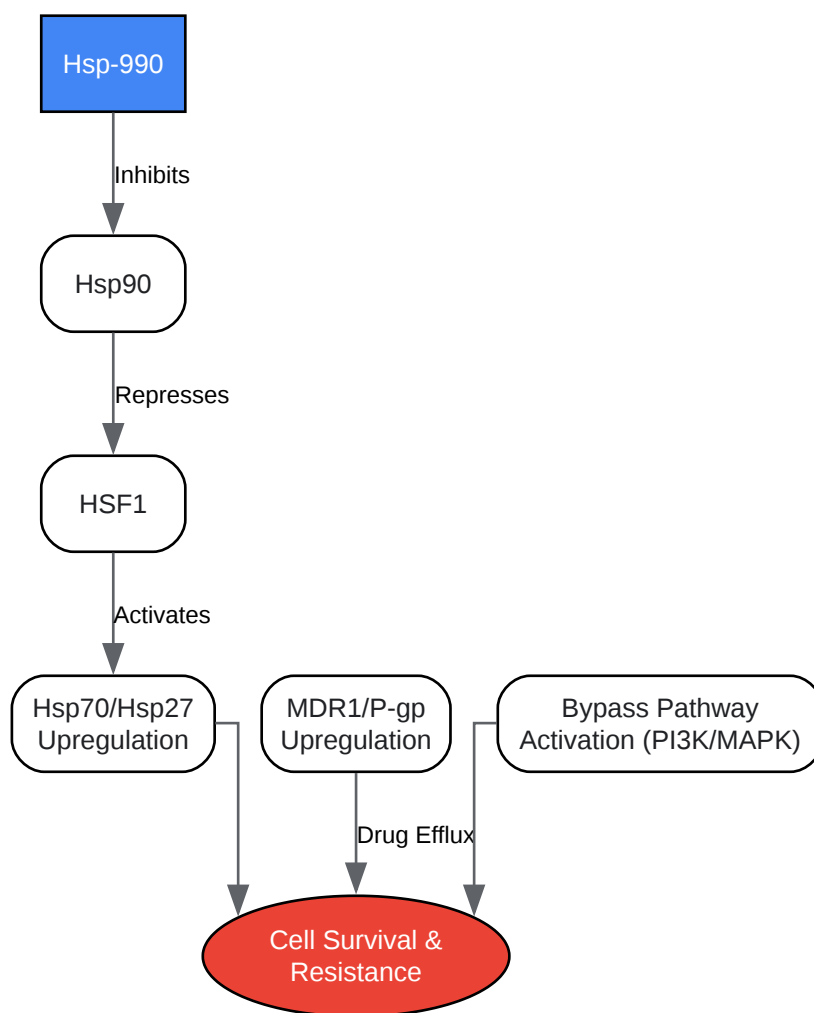 Hsp-990
Inhibits
Hsp90
Represses
HSF1
Activates
Hsp70/Hsp27
Upregulation
MDR1/P-gp
Upregulation
Bypass Pathway
Activation (PI3K/MAPK)
Drug Efflux
Cell Survival &
Resistance